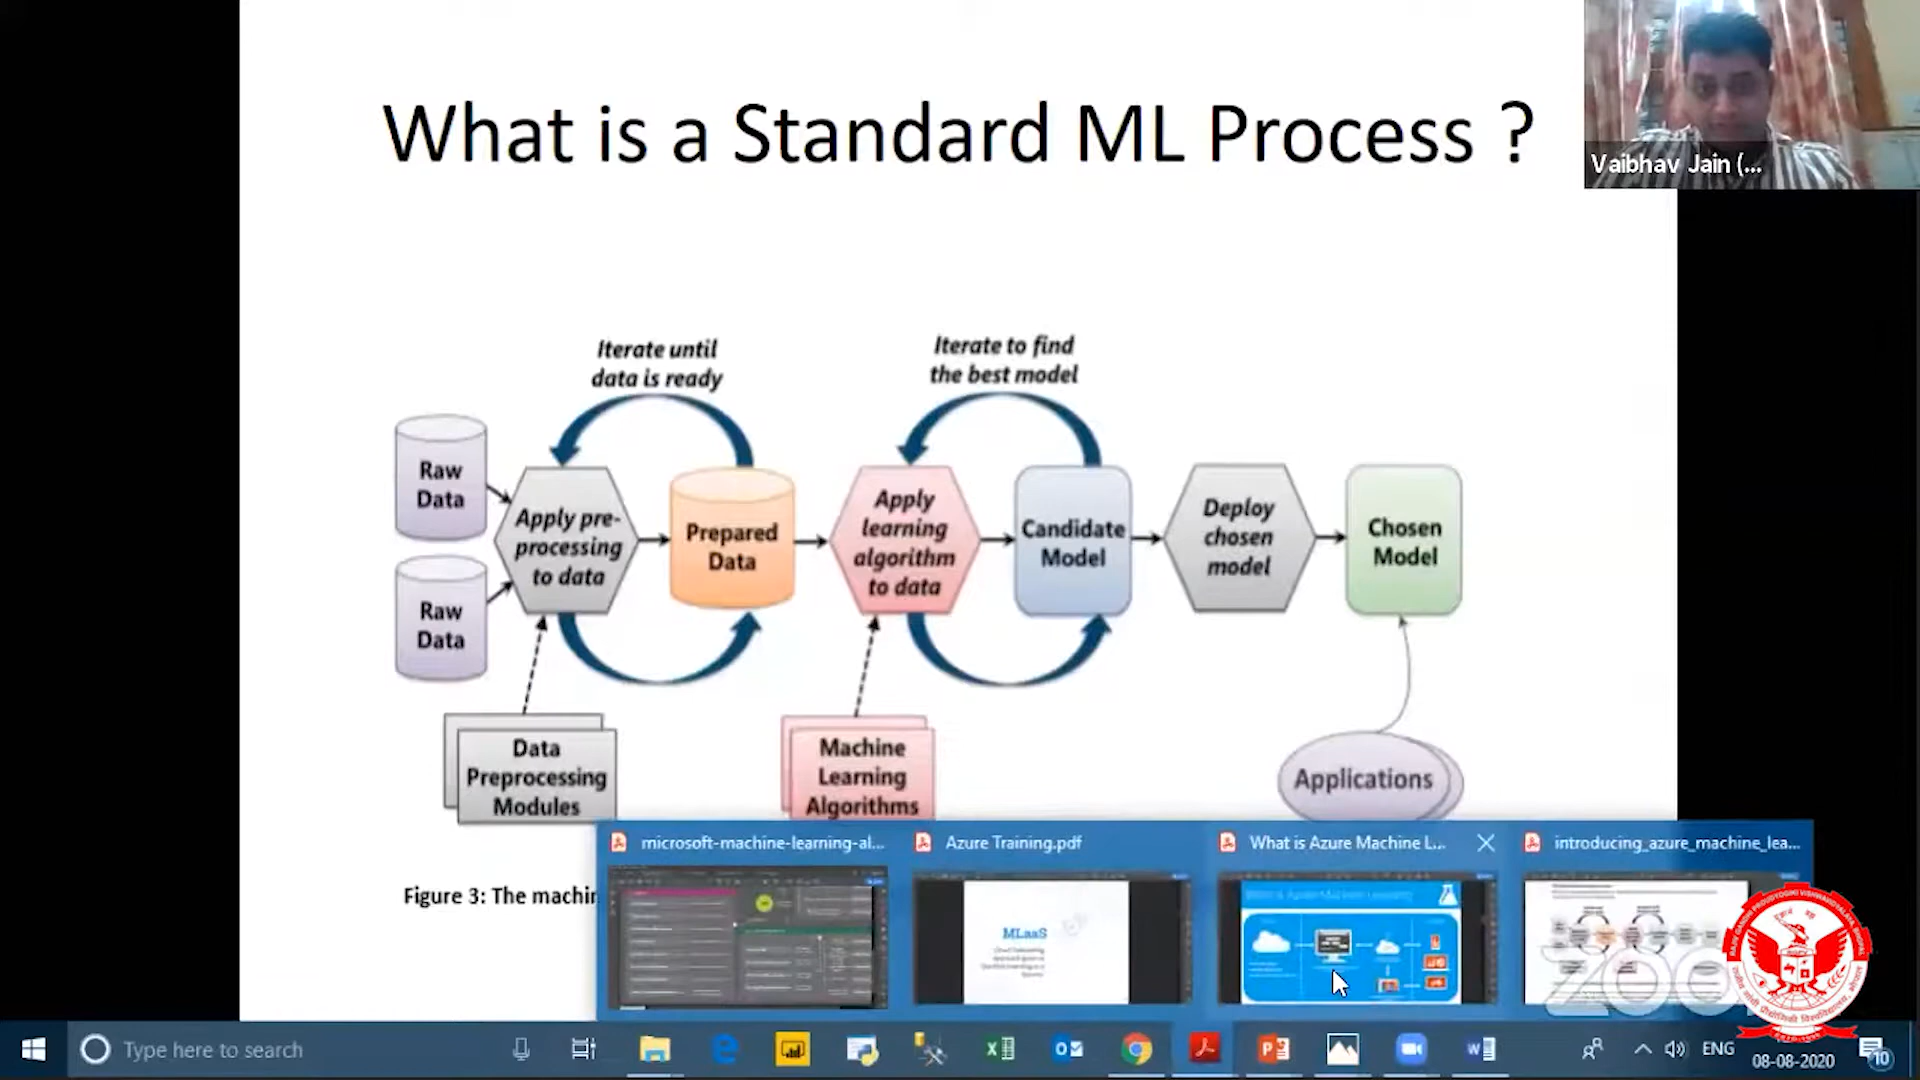 What is a Standard ML Process ?
Vaibhav Jain (...
Iterate until
data is ready
Iterate to find
the best model
Raw
Data
Raw
Data
Apply pre-
processing
to data
Prepared
Data
Apply
learning
algorithm
to data
Candidate
Model
Deploy
chosen
model
Chosen
Model
Data
Preprocessing
Modules
Machine
Learning
Algorithms
Applications
Figure 3: The machin
microsoft-machine-learning-al...
Azure Training.pdf
What is Azure Machine L...
introducing_azure_machine_lea...
MLaaS
zoo
Type here to search
ENG
08-08-2020
10